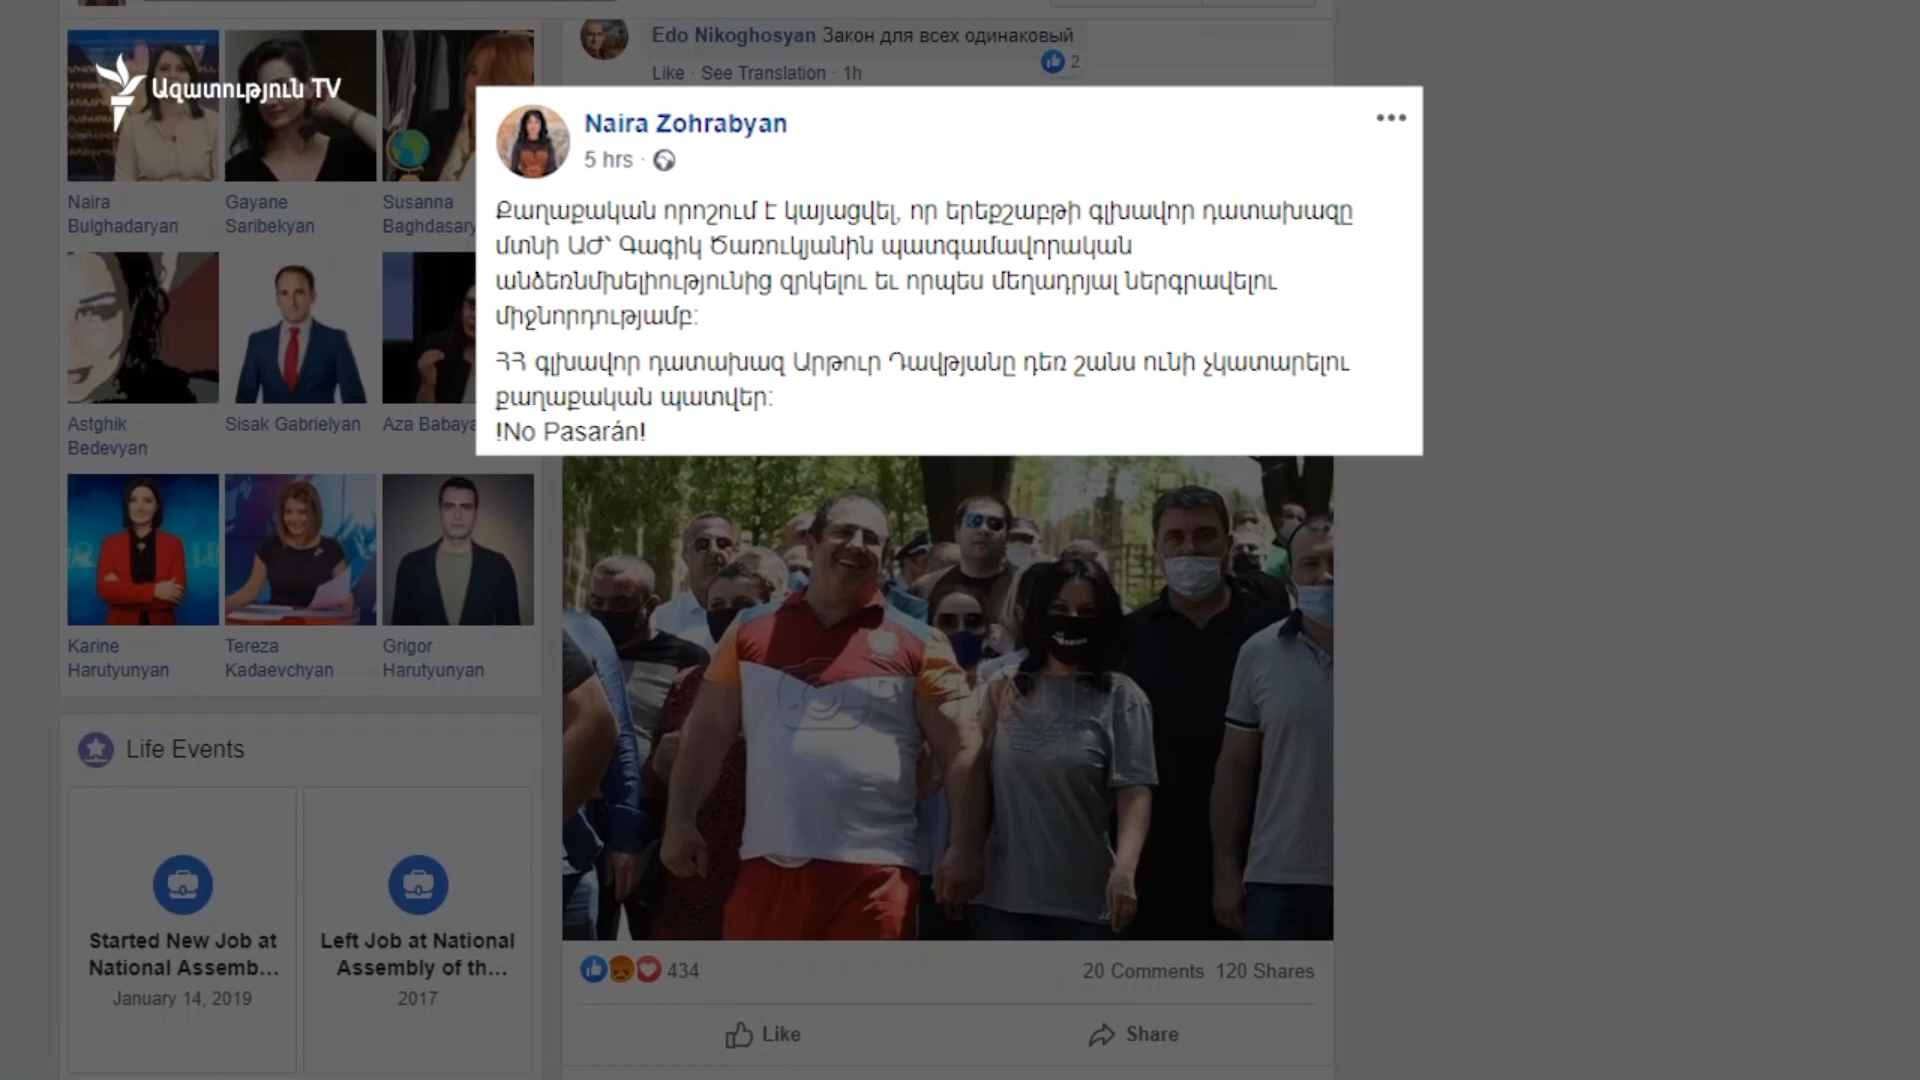 Ազատություն TV
Edo Nikoghosyan Закон для всех одинаковый
2
Like · See Translation · 1h
Naira Zohrabyan
5 hrs ·
Քաղաքական որոշում է կայացվել, որ երեքշաբթի գլխավոր դատախազը
մտնի ԱԺ՝ Գագիկ Ծառուկյանին պատգամավորական
անձեռնմխելիությունից զրկելու եւ որպես մեղադրյալ ներգրավելու
միջնորդությամբ:
ՀՀ գլխավոր դատախազ Արթուր Դավթյանը դեռ շանս ունի չկատարելու
քաղաքական պատվեր:
!No Pasarán!
Naira
Bulghadaryan
Gayane
Saribekyan
Susanna
Baghdasary
Astghik
Bedevyan
Sisak Gabrielyan
Aza Babaya
Karine
Harutyunyan
Tereza
Kadaevchyan
Grigor
Harutyunyan
Life Events
Started New Job at
National Assemb...
January 14, 2019
Left Job at National
Assembly of th...
2017
434
20 Comments 120 Shares
Like
Share